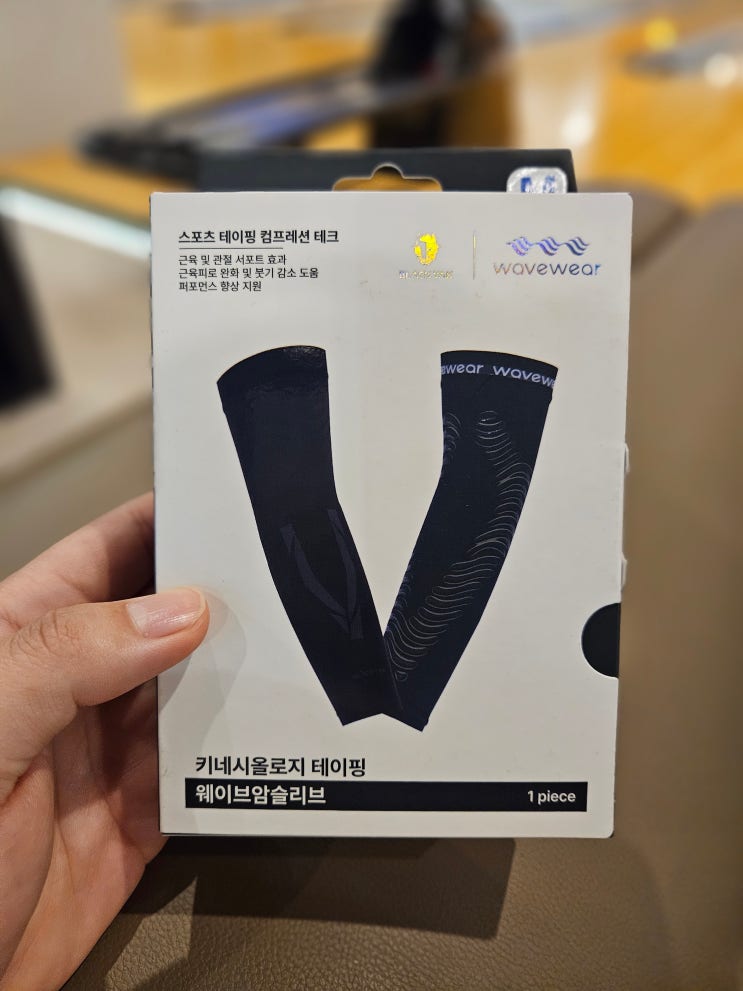 스포츠 테이핑 컴프레션 테크
근육 및 관절 서포트 효과
근육피로 완화 및 붓기 감소 도움
퍼포먼스 향상 지원
wavewear
ewear wavewe
키네시올로지 테이핑
웨이브암슬리브
1 piece